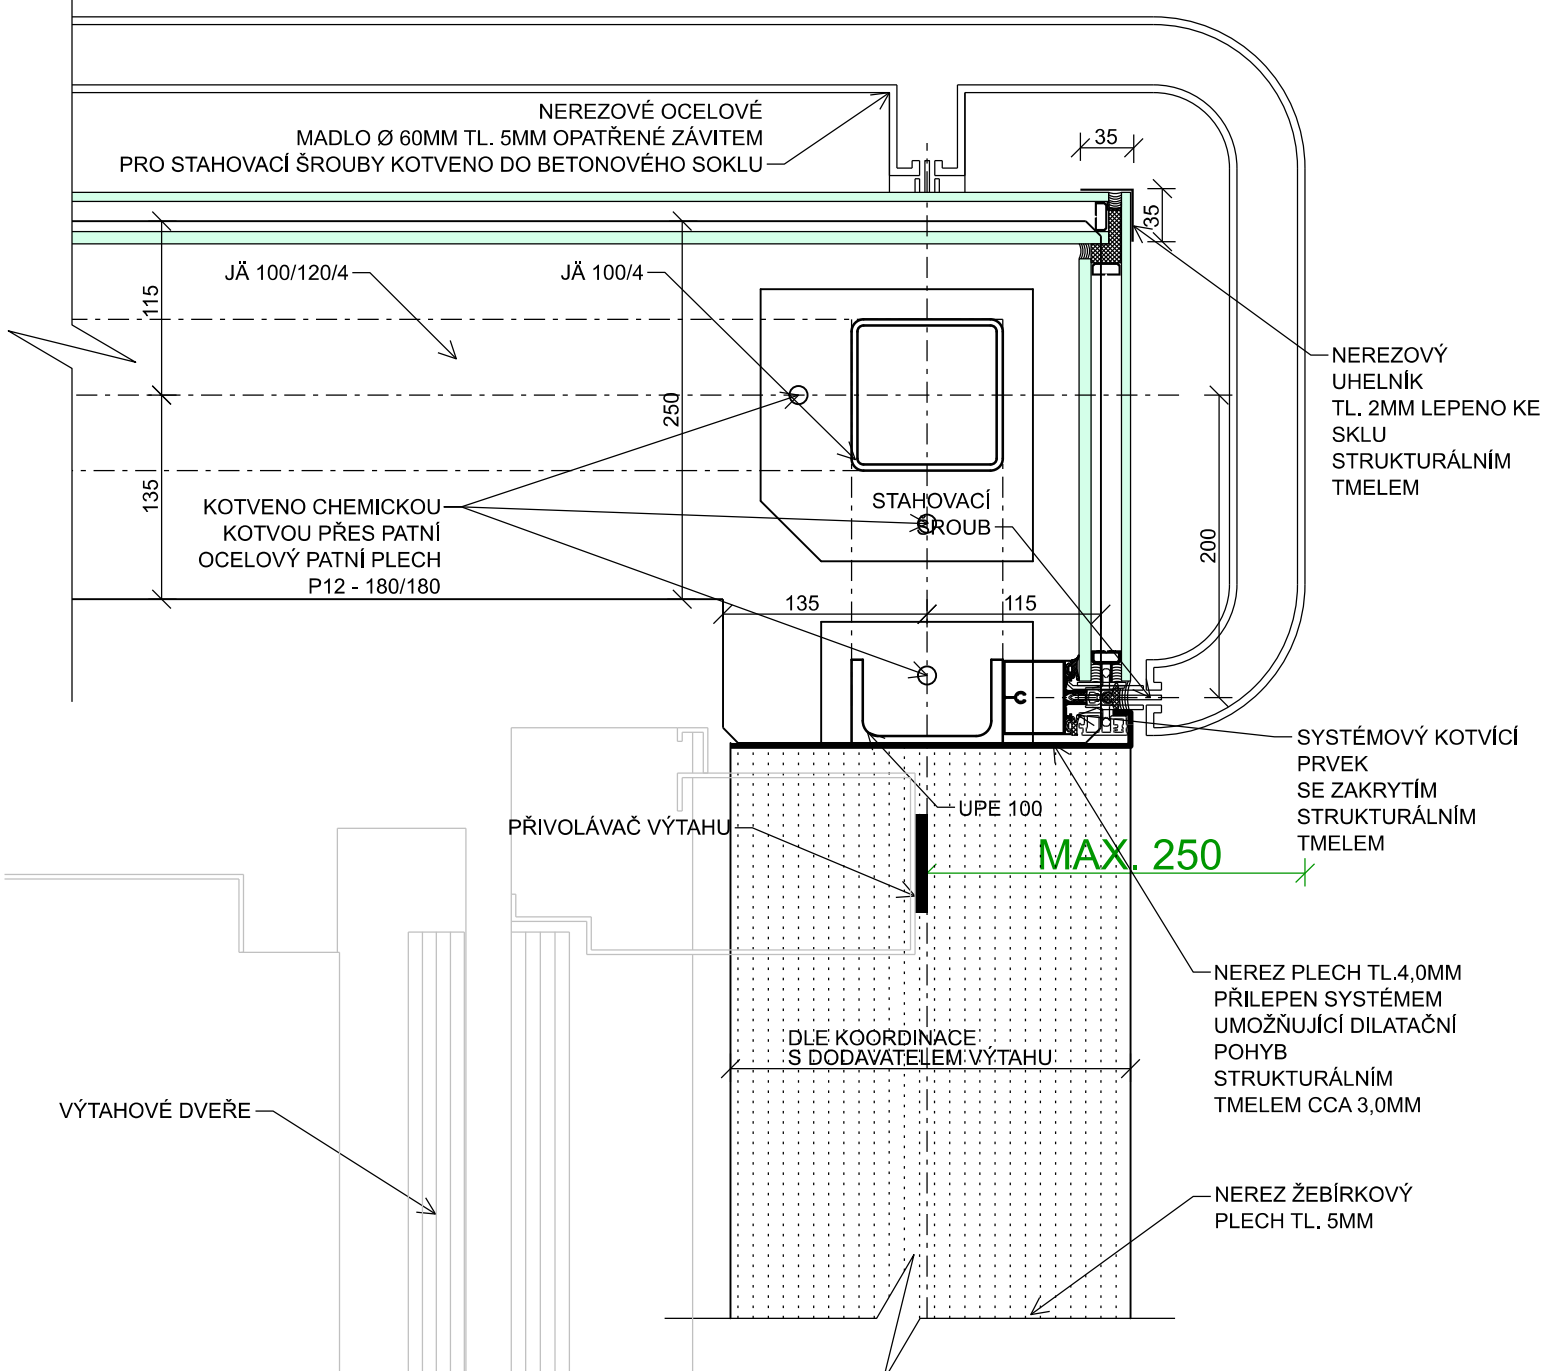 NEREZOVÉ OCELOVÉ
MADLO Ø 60MM TL. 5MM OPATŘENÉ ZÁVITEM
PRO STAHOVACÍ ŠROUBY KOTVENO DO BETONOVÉHO SOKLU
35
35
JÄ 100/120/4
JÄ 100/4
115
250
135
NEREZOVÝ
UHELNÍK
TL. 2MM LEPENO KE
SKLU
STRUKTURÁLNÍM
TMELEM
KOTVENO CHEMICKOU
KOTVOU PŘES PATNÍ
OCELOVÝ PATNÍ PLECH
P12 - 180/180
STAHOVACÍ
ŠROUB
200
135
115
SYSTÉMOVÝ KOTVÍCÍ
PRVEK
SE ZAKRYTÍM
STRUKTURÁLNÍM
TMELEM
UPE 100
PŘIVOLÁVAČ VÝTAHU
MAX. 250
NEREZ PLECH TL.4,0MM
PŘILEPEN SYSTÉMEM
UMOŽŇUJÍCÍ DILATAČNÍ
POHYB
STRUKTURÁLNÍM
TMELEM CCA 3,0MM
DLE KOORDINACE
S DODAVATELEM VÝTAHU
VÝTAHOVÉ DVEŘE
NEREZ ŽEBÍRKOVÝ
PLECH TL. 5MM